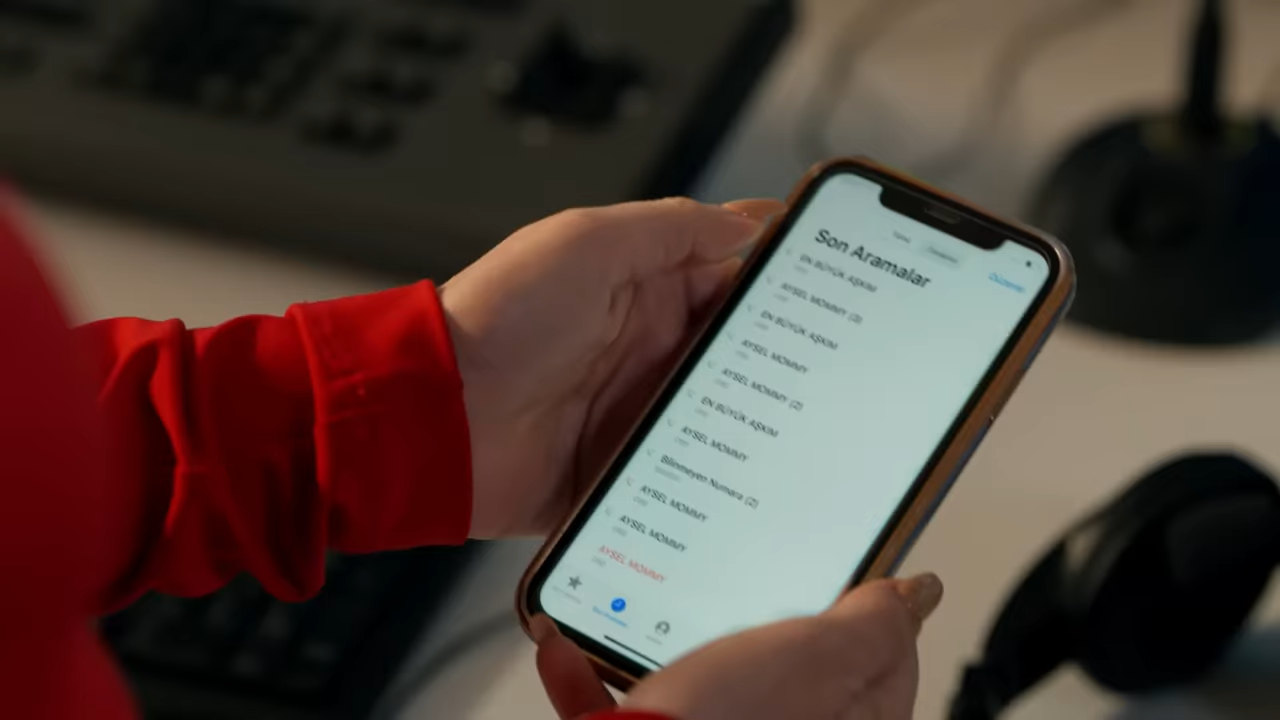 Son Aramalar
Düzenle
EN BÜYÜK AŞKIM
AYSEL MOMMY (3)
EN BÜYÜK AŞKIM
AYSEL MOMMY
AYSEL MOMMY (2)
EN BÜYÜK AŞKIM
AYSEL MOMMY
Bilinmeyen Numara (2)
AYSEL MOMMY
AYSEL MOMMY
AYSEL MOMMY